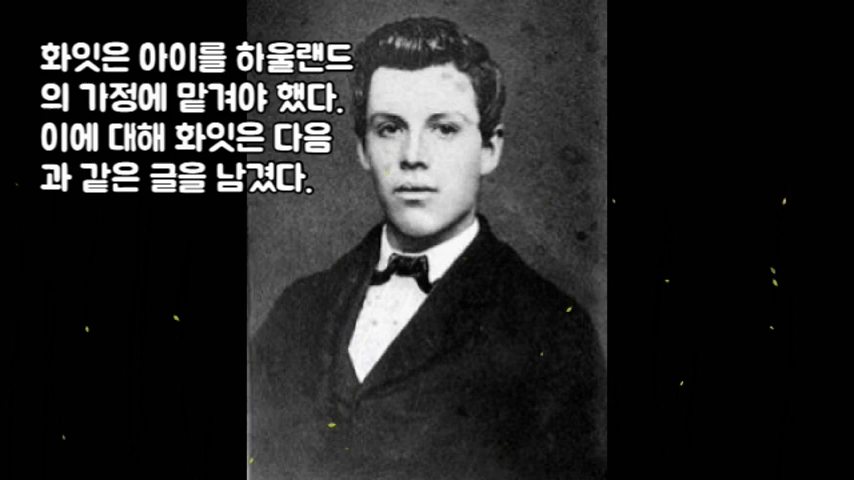 화잇은 아이를 하울랜드
의 가정에 맡겨야 했다.
이에 대해 화잇은 다음
과 같은 글을 남겼다.